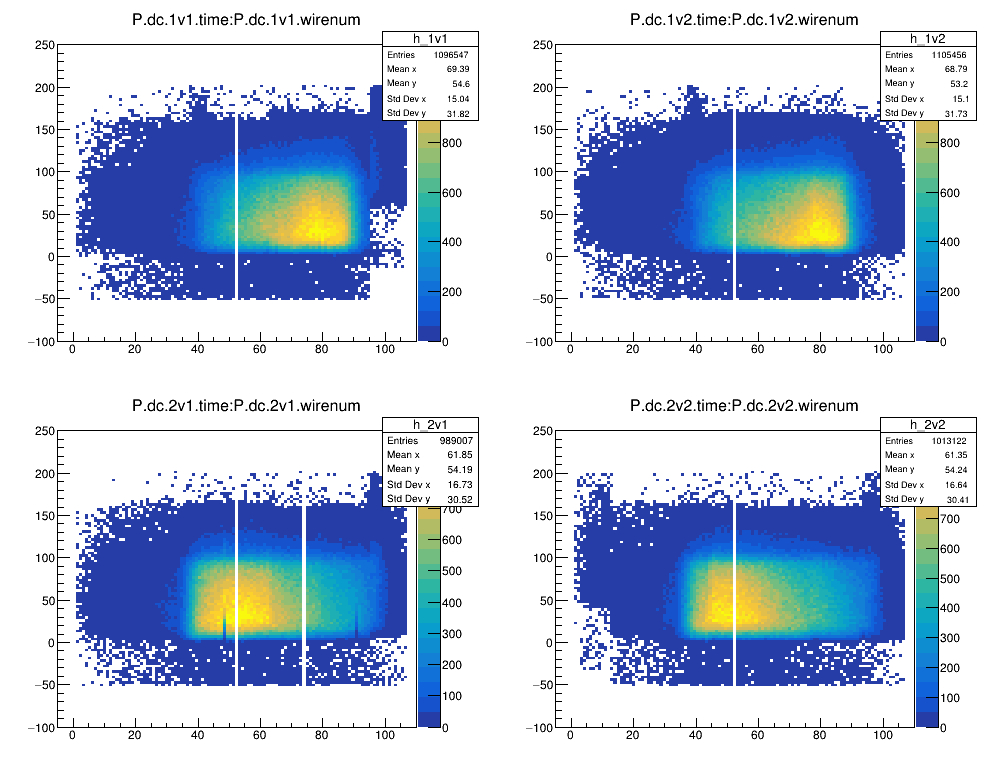 P.dc.1v1.time:P.dc.1v1.wirenum
h_1v1
Entries 1096547
Mean x 69.39
Mean y 54.6
Std Dev x 15.04
Std Dev y 31.82
250
200
150
100
50
0
−50
−100
0 20 40 60 80 100
800
600
400
200
0
P.dc.1v2.time:P.dc.1v2.wirenum
h_1v2
Entries 1105456
Mean x 68.79
Mean y 53.2
Std Dev x 15.1
Std Dev y 31.73
250
200
150
100
50
0
−50
−100
0 20 40 60 80 100
800
600
400
200
0
P.dc.2v1.time:P.dc.2v1.wirenum
h_2v1
Entries 989007
Mean x 61.85
Mean y 54.19
Std Dev x 16.73
Std Dev y 30.52
250
200
150
100
50
0
−50
−100
0 20 40 60 80 100
700
600
500
400
300
200
100
0
P.dc.2v2.time:P.dc.2v2.wirenum
h_2v2
Entries 1013122
Mean x 61.35
Mean y 54.24
Std Dev x 16.64
Std Dev y 30.41
250
200
150
100
50
0
−50
−100
0 20 40 60 80 100
700
600
500
400
300
200
100
0